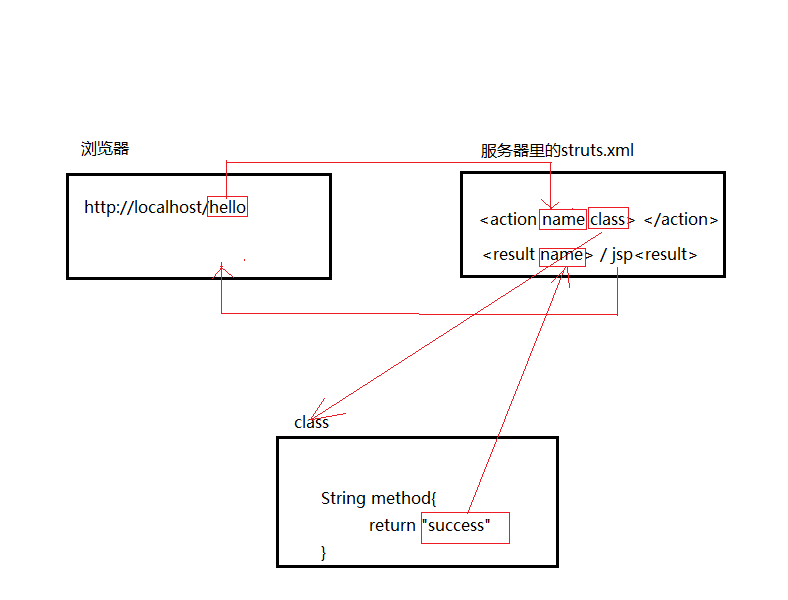 浏览器
http://localhost/hello
服务器里的struts.xml
<action name class> </action>
<result name> / jsp<result>
class
String method{
return "success"
}